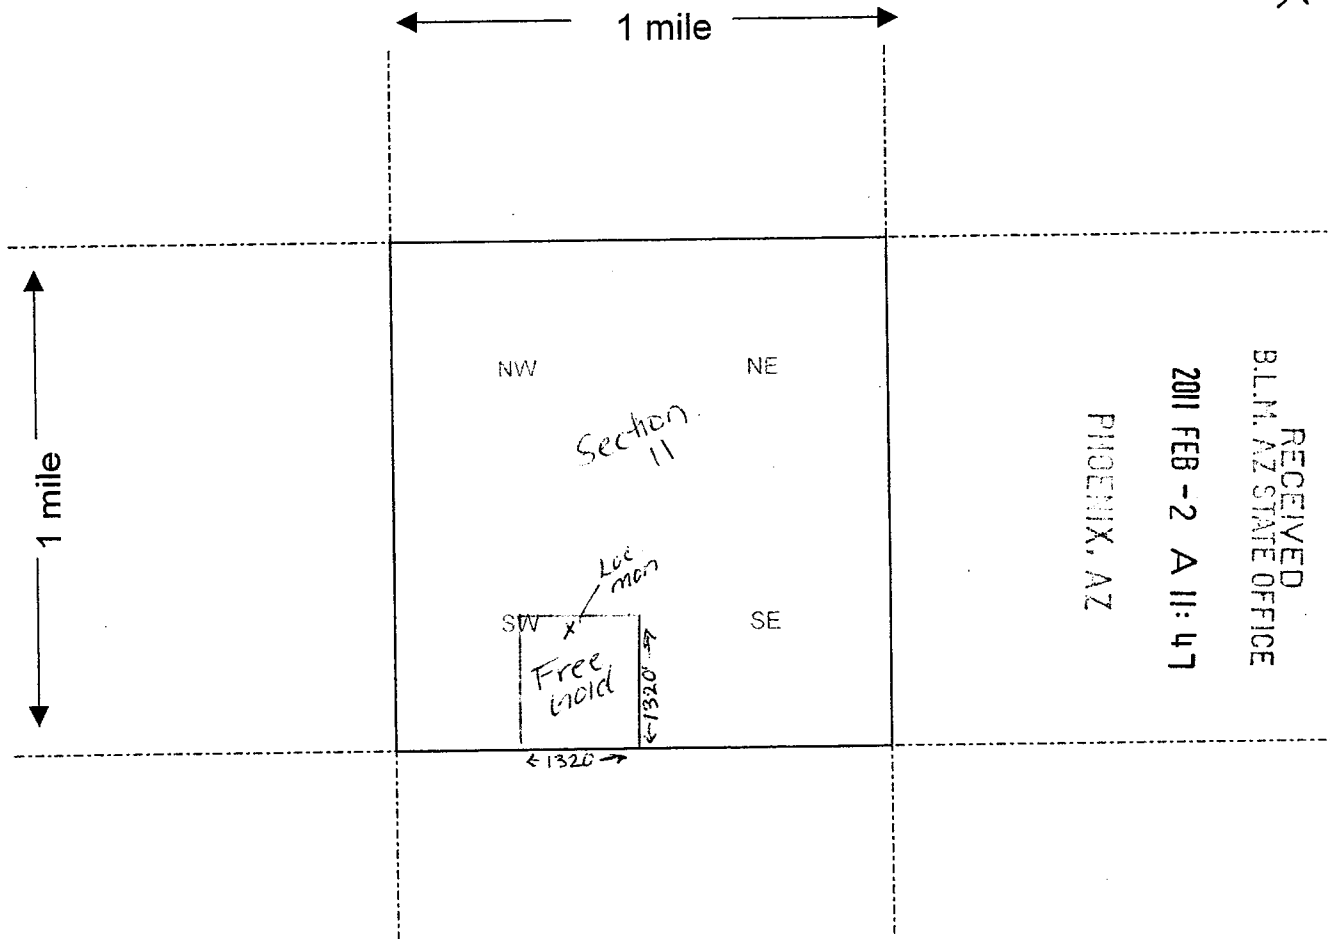 1 mile
1 mile
NW
NE
Section
11
Loc
mon
SW
X
SE
Free
Gold
←1320'→
←1320'→
RECEIVED
B.L.M. AZ STATE OFFICE
2011 FEB -2 A 11: 47
PHOENIX, AZ